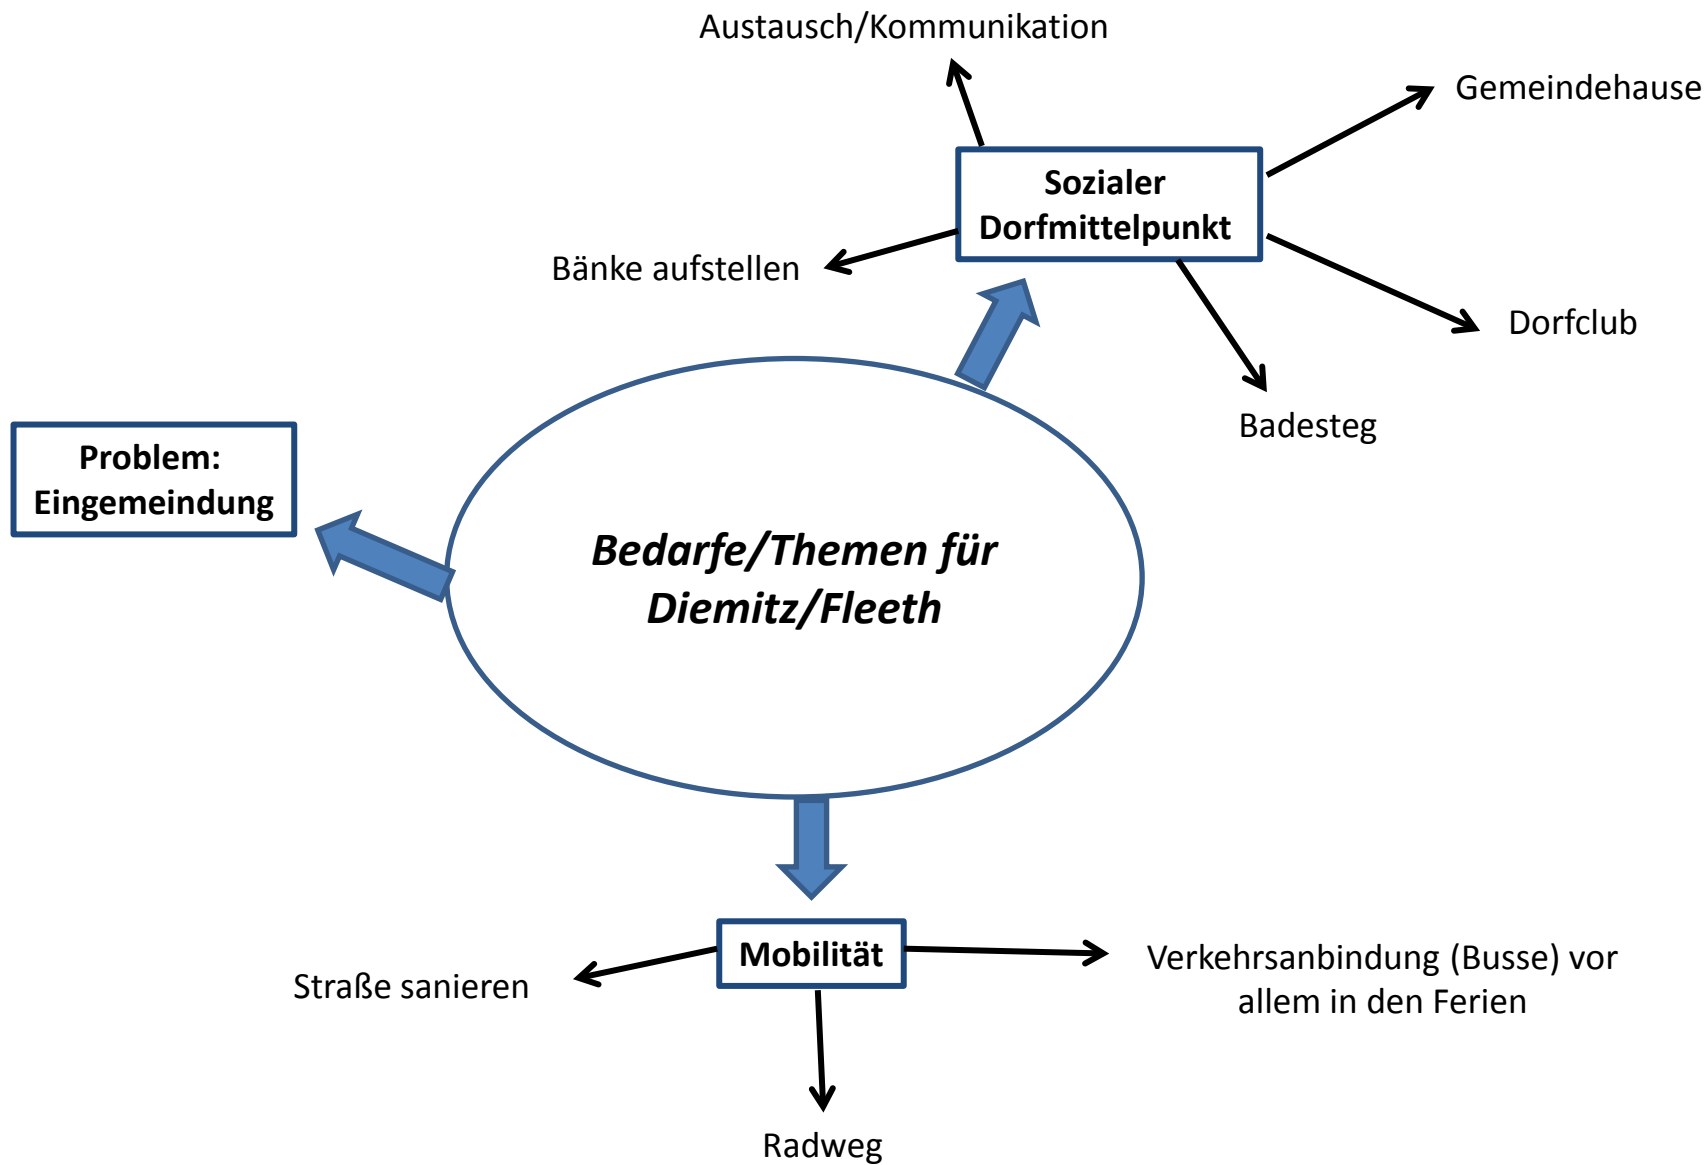 Austausch/Kommunikation
Gemeindehause
Sozialer
Dorfmittelpunkt
Bänke aufstellen
Dorfclub
Badesteg
Problem:
Eingemeindung
Bedarfe/Themen für
Diemitz/Fleeth
Mobilität
Straße sanieren
Verkehrsanbindung (Busse) vor
allem in den Ferien
Radweg